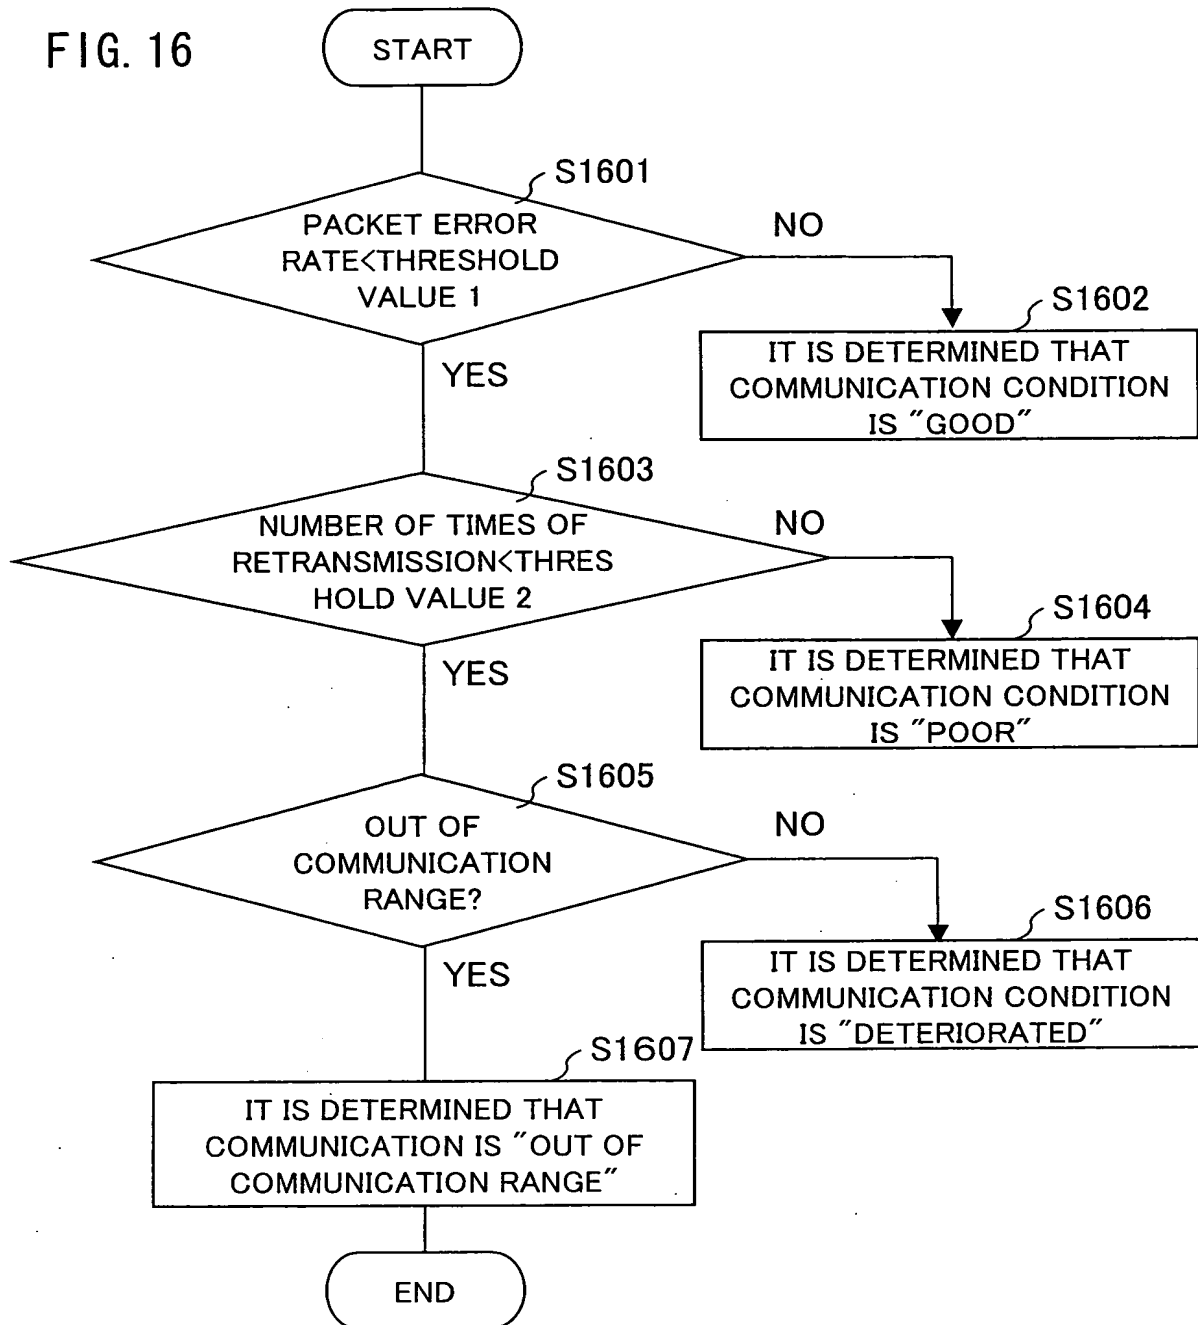 FIG. 16
START
S1601
PACKET ERROR
RATE<THRESHOLD
VALUE 1
NO
YES
S1602
IT IS DETERMINED THAT
COMMUNICATION CONDITION
IS "GOOD"
S1603
NUMBER OF TIMES OF
RETRANSMISSION<THRES
HOLD VALUE 2
NO
YES
S1604
IT IS DETERMINED THAT
COMMUNICATION CONDITION
IS "POOR"
S1605
OUT OF
COMMUNICATION
RANGE?
NO
YES
S1606
IT IS DETERMINED THAT
COMMUNICATION CONDITION
IS "DETERIORATED"
S1607
IT IS DETERMINED THAT
COMMUNICATION IS "OUT OF
COMMUNICATION RANGE"
END